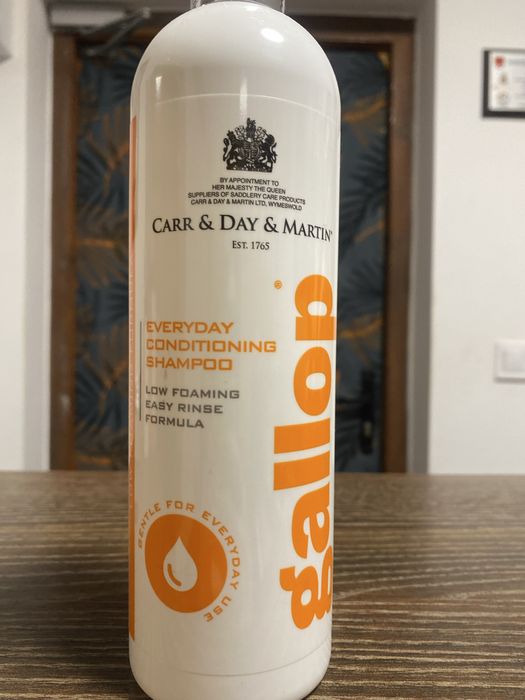 BY APPOINTMENT TO
HER MAJESTY THE QUEEN
SUPPLIERS OF SADDLERY CARE PRODUCTS
CARR & DAY & MARTIN LTD, WYMESWOLD
CARR & DAY & MARTIN®
EST. 1765
gallop®
EVERYDAY
CONDITIONING
SHAMPOO
LOW FOAMING
EASY RINSE
FORMULA
GENTLE FOR EVERYDAY USE